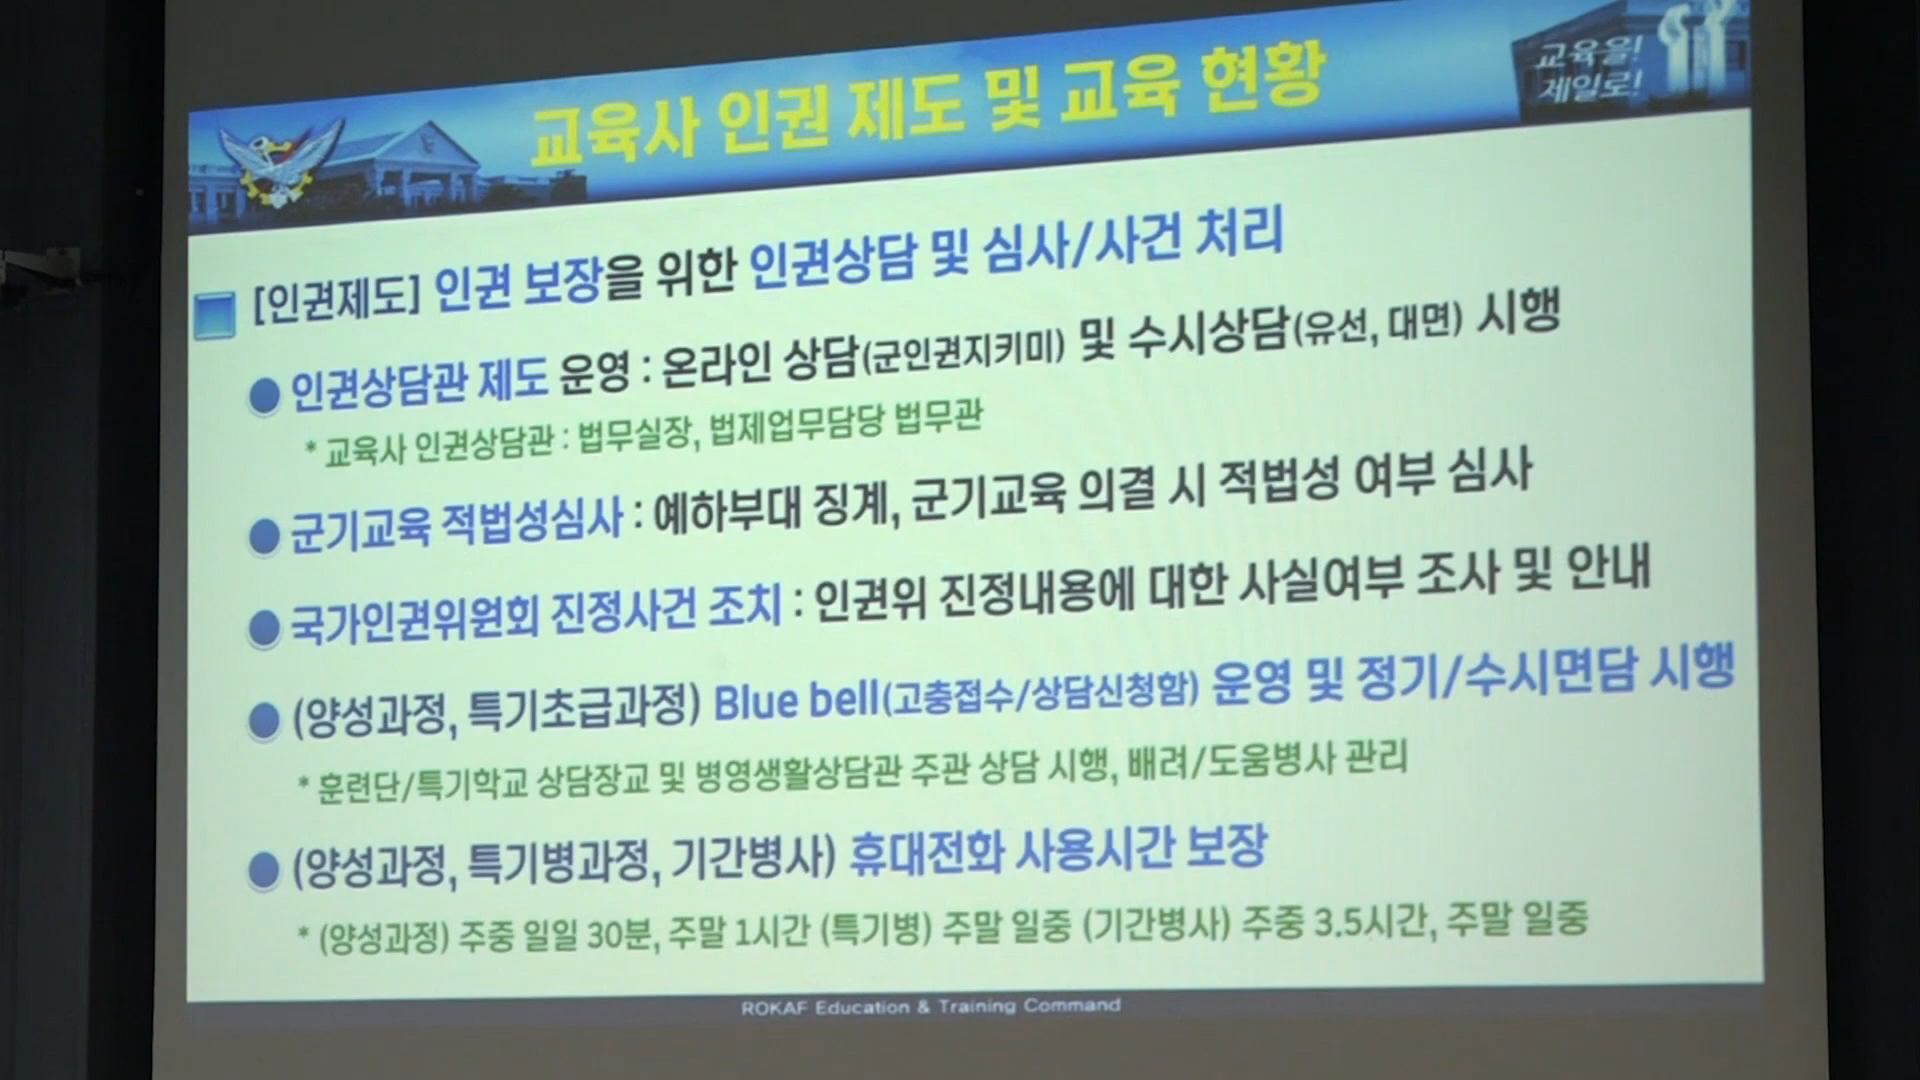 교육사 인권 제도 및 교육 현황
교육을!
제일로!
[인권제도] 인권 보장을 위한 인권상담 및 심사/사건 처리
인권상담관 제도 운영 : 온라인 상담(군인권지키미) 및 수시상담(유선, 대면) 시행
* 교육사 인권상담관 : 법무실장, 법제업무담당 법무관
군기교육 적법성심사 : 예하부대 징계, 군기교육 의결 시 적법성 여부 심사
국가인권위원회 진정사건 조치 : 인권위 진정내용에 대한 사실여부 조사 및 안내
(양성과정, 특기초급과정) Blue bell(고충접수/상담신청함) 운영 및 정기/수시면담 시행
* 훈련단/특기학교 상담장교 및 병영생활상담관 주관 상담 시행, 배려/도움병사 관리
(양성과정, 특기병과정, 기간병사) 휴대전화 사용시간 보장
* (양성과정) 주중 일일 30분, 주말 1시간 (특기병) 주말 일중 (기간병사) 주중 3.5시간, 주말 일중
ROKAF Education & Training Command